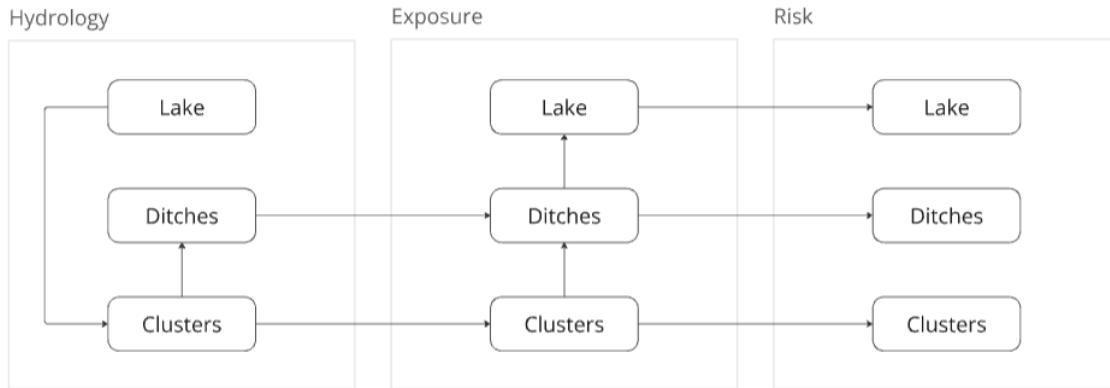 Hydrology
Lake
Ditches
Clusters
Exposure
Lake
Ditches
Clusters
Risk
Lake
Ditches
Clusters